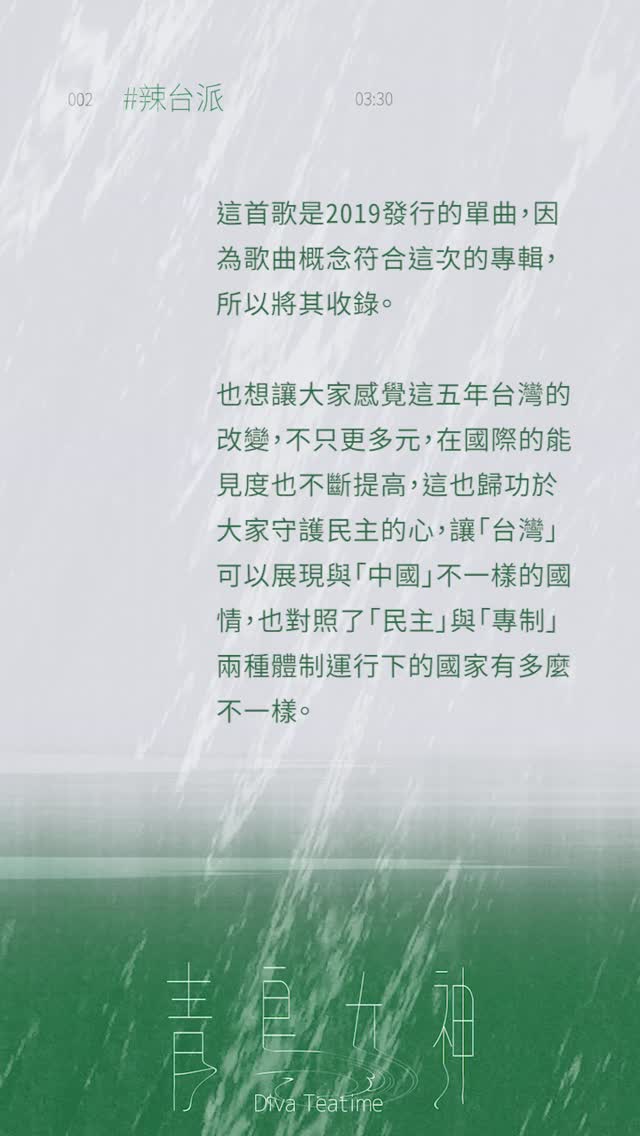 002 #辣台派 03:30
這首歌是2019發行的單曲，因
為歌曲概念符合這次的專輯，
所以將其收錄。
也想讓大家感覺這五年台灣的
改變，不只更多元，在國際的能
見度也不斷提高，這也歸功於
大家守護民主的心，讓「台灣」
可以展現與「中國」不一樣的國
情，也對照了「民主」與「專制」
兩種體制運行下的國家有多麼
不一樣。
青鳥女神
Diva Teatime